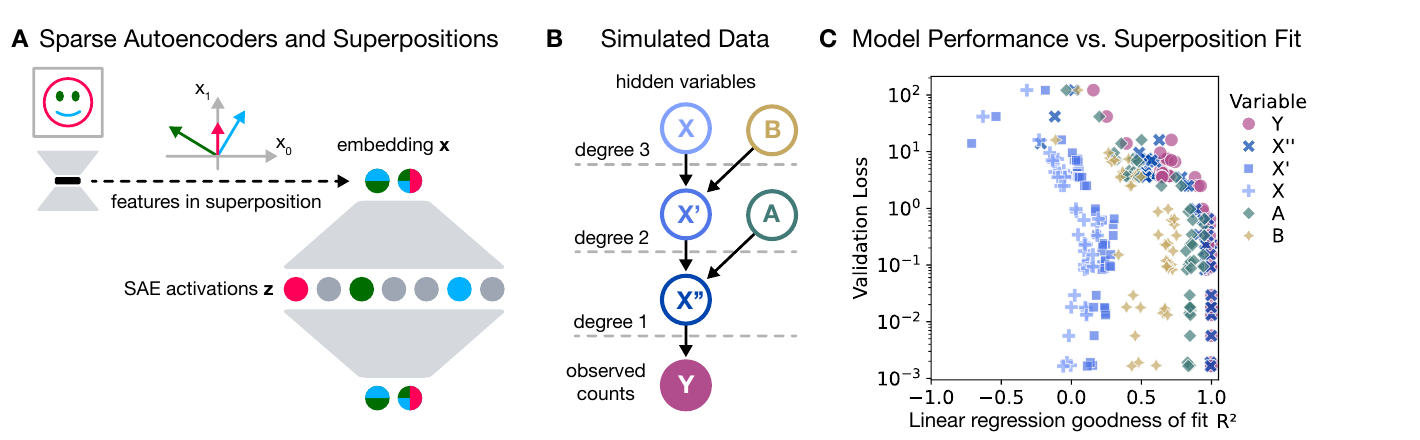 A Sparse Autoencoders and Superpositions
x₁
x₀
embedding x
features in superposition
SAE activations z
B Simulated Data
hidden variables
X
B
degree 3
X'
A
degree 2
X"
degree 1
observed
counts
Y
C Model Performance vs. Superposition Fit
Validation Loss
10²
10¹
10⁰
10⁻¹
10⁻²
10⁻³
−1.0 −0.5 0.0 0.5 1.0
Linear regression goodness of fit R²
Variable
Y
X''
X'
X
A
B